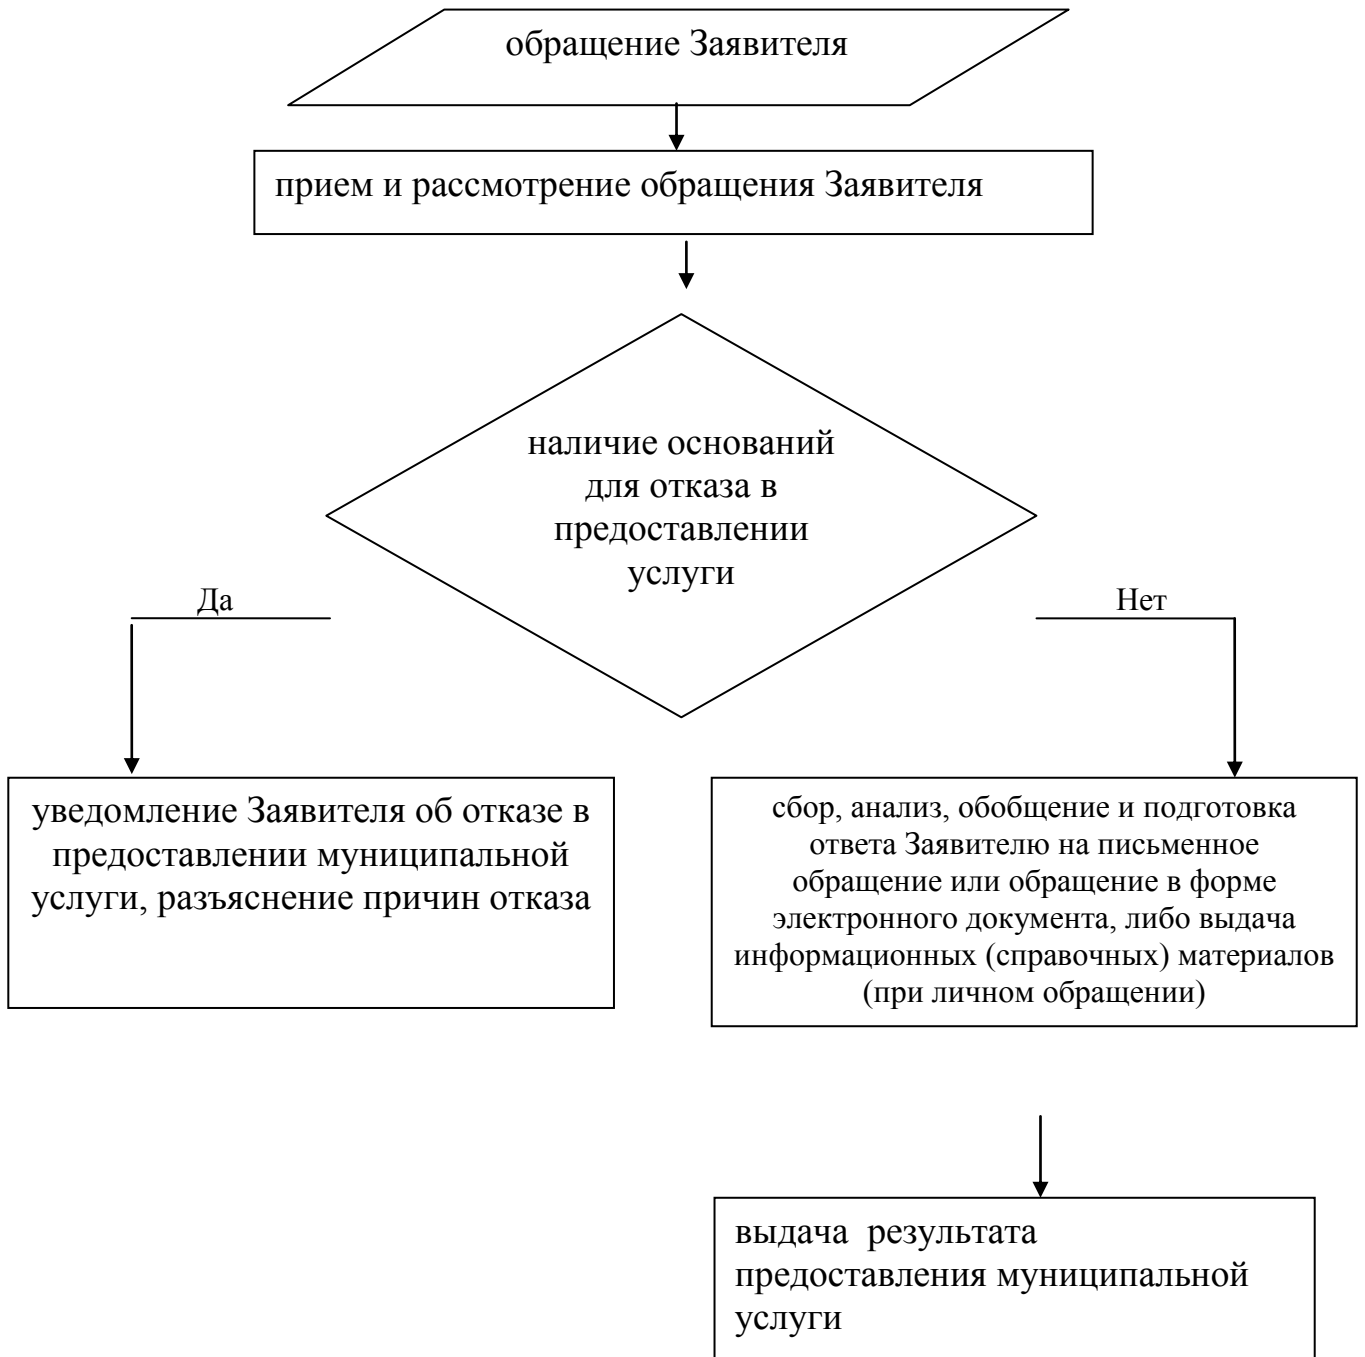 обращение Заявителя
прием и рассмотрение обращения Заявителя
наличие оснований
для отказа в
предоставлении
услуги
Да
Нет
уведомление Заявителя об отказе в
предоставлении муниципальной
услуги, разъяснение причин отказа
сбор, анализ, обобщение и подготовка
ответа Заявителю на письменное
обращение или обращение в форме
электронного документа, либо выдача
информационных (справочных) материалов
(при личном обращении)
выдача результата
предоставления муниципальной
услуги